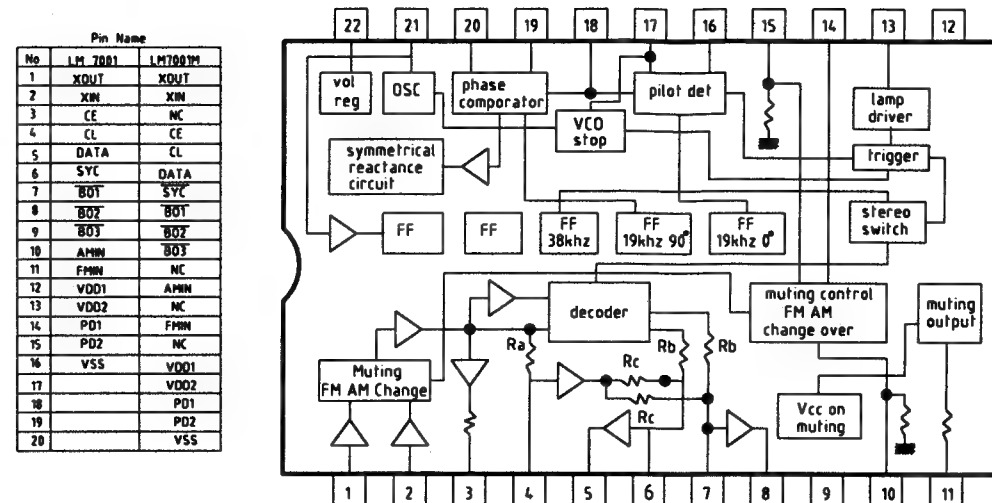 Pin Name
No LM 7001 LM7001M
1 XOUT XOUT
2 XIN XIN
3 CE NC
4 CL CE
5 DATA CL
6 SYC DATA
7 BO1 SYC
8 BO2 BO1
9 BO3 BO2
10 AMIN BO3
11 FMIN NC
12 VDD1 AMIN
13 VDD2 NC
14 PD1 FMIN
15 PD2 NC
16 VSS VDD1
17 VDD2
18 PD1
19 PD2
20 VSS
22 21 20 19 18 17 16 15 14 13 12
vol
reg
OSC
phase
comporator
pilot det
VCO
stop
lamp
driver
trigger
symmetrical
reactance
circuit
FF
FF
FF
38khz
FF
19khz 90°
FF
19khz 0°
stereo
switch
decoder
muting control
FM AM
change over
muting
output
Ra
Rb
Rb
Rc
Rc
Muting
FM AM Change
Vcc on
muting
1 2 3 4 5 6 7 8 9 10 11